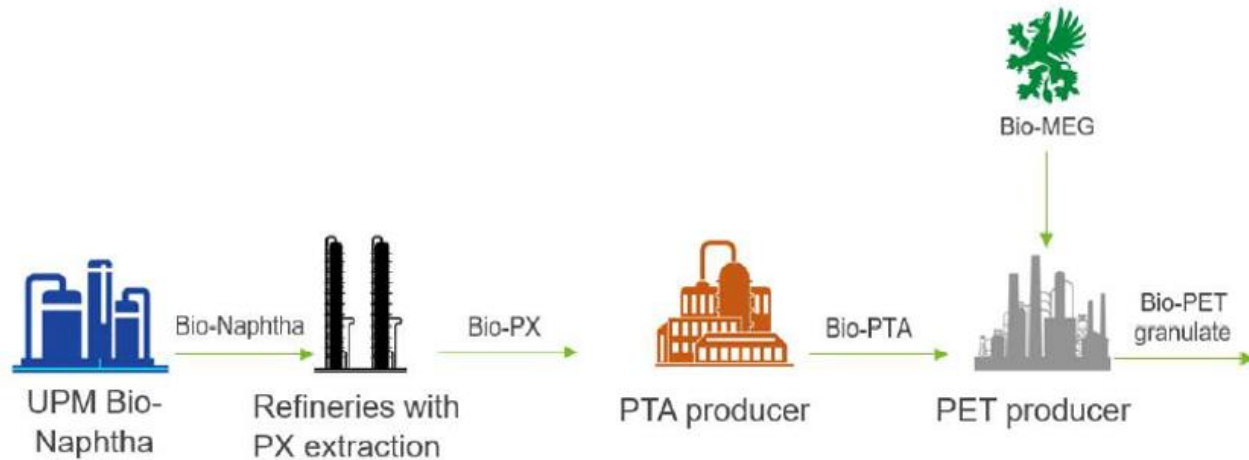 Bio-MEG
Bio-Naphtha
Bio-PX
Bio-PTA
Bio-PET
granulate
UPM Bio-
Naphtha
Refineries with
PX extraction
PTA producer
PET producer